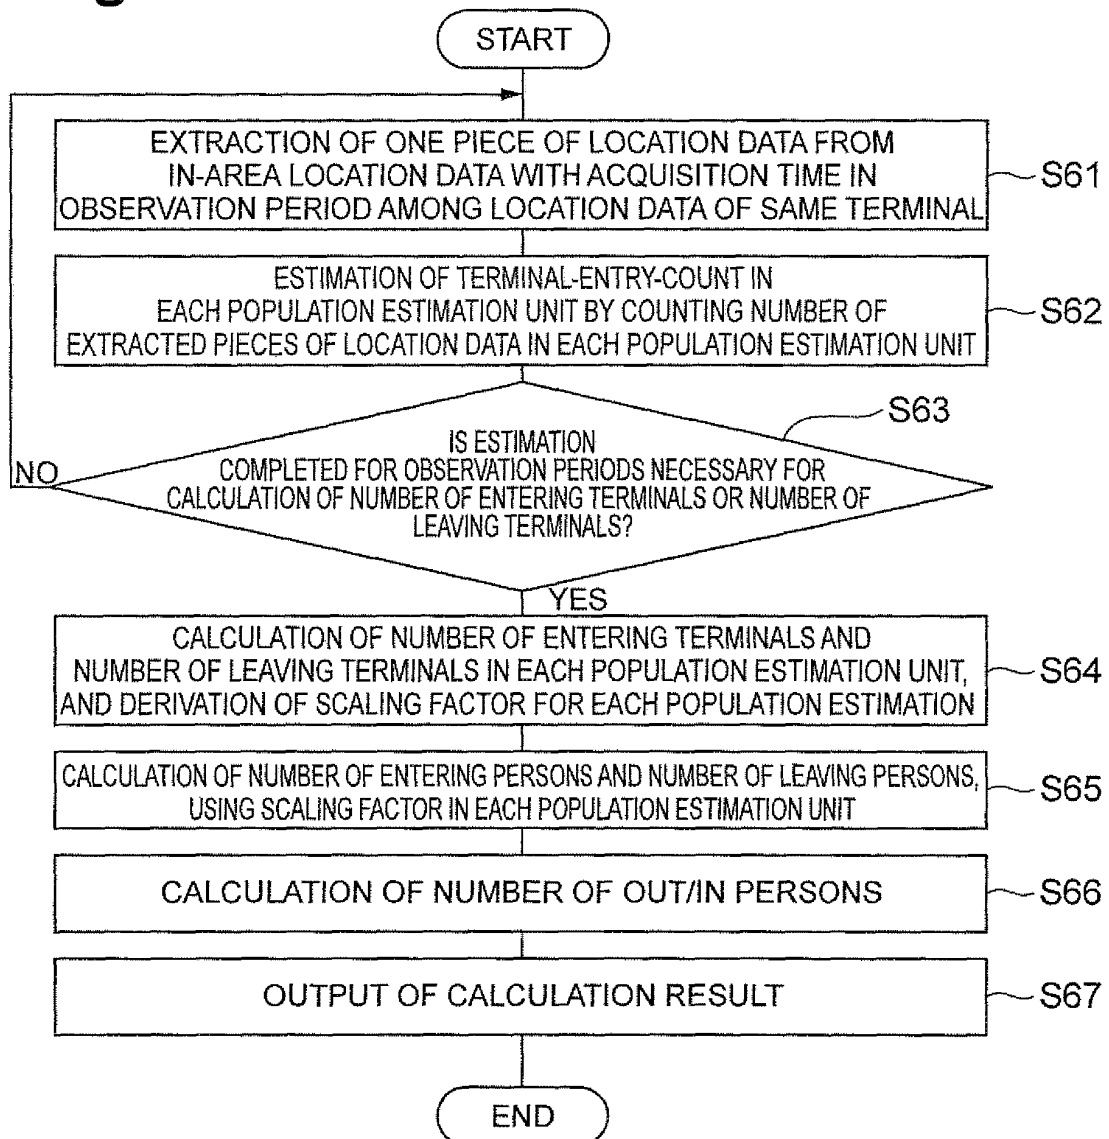 START
EXTRACTION OF ONE PIECE OF LOCATION DATA FROM
IN-AREA LOCATION DATA WITH ACQUISITION TIME IN
OBSERVATION PERIOD AMONG LOCATION DATA OF SAME TERMINAL
S61
ESTIMATION OF TERMINAL-ENTRY-COUNT IN
EACH POPULATION ESTIMATION UNIT BY COUNTING NUMBER OF
EXTRACTED PIECES OF LOCATION DATA IN EACH POPULATION ESTIMATION UNIT
S62
S63
IS ESTIMATION
COMPLETED FOR OBSERVATION PERIODS NECESSARY FOR
CALCULATION OF NUMBER OF ENTERING TERMINALS OR NUMBER OF
LEAVING TERMINALS?
NO
YES
CALCULATION OF NUMBER OF ENTERING TERMINALS AND
NUMBER OF LEAVING TERMINALS IN EACH POPULATION ESTIMATION UNIT,
AND DERIVATION OF SCALING FACTOR FOR EACH POPULATION ESTIMATION
S64
CALCULATION OF NUMBER OF ENTERING PERSONS AND NUMBER OF LEAVING PERSONS,
USING SCALING FACTOR IN EACH POPULATION ESTIMATION UNIT
S65
CALCULATION OF NUMBER OF OUT/IN PERSONS
S66
OUTPUT OF CALCULATION RESULT
S67
END